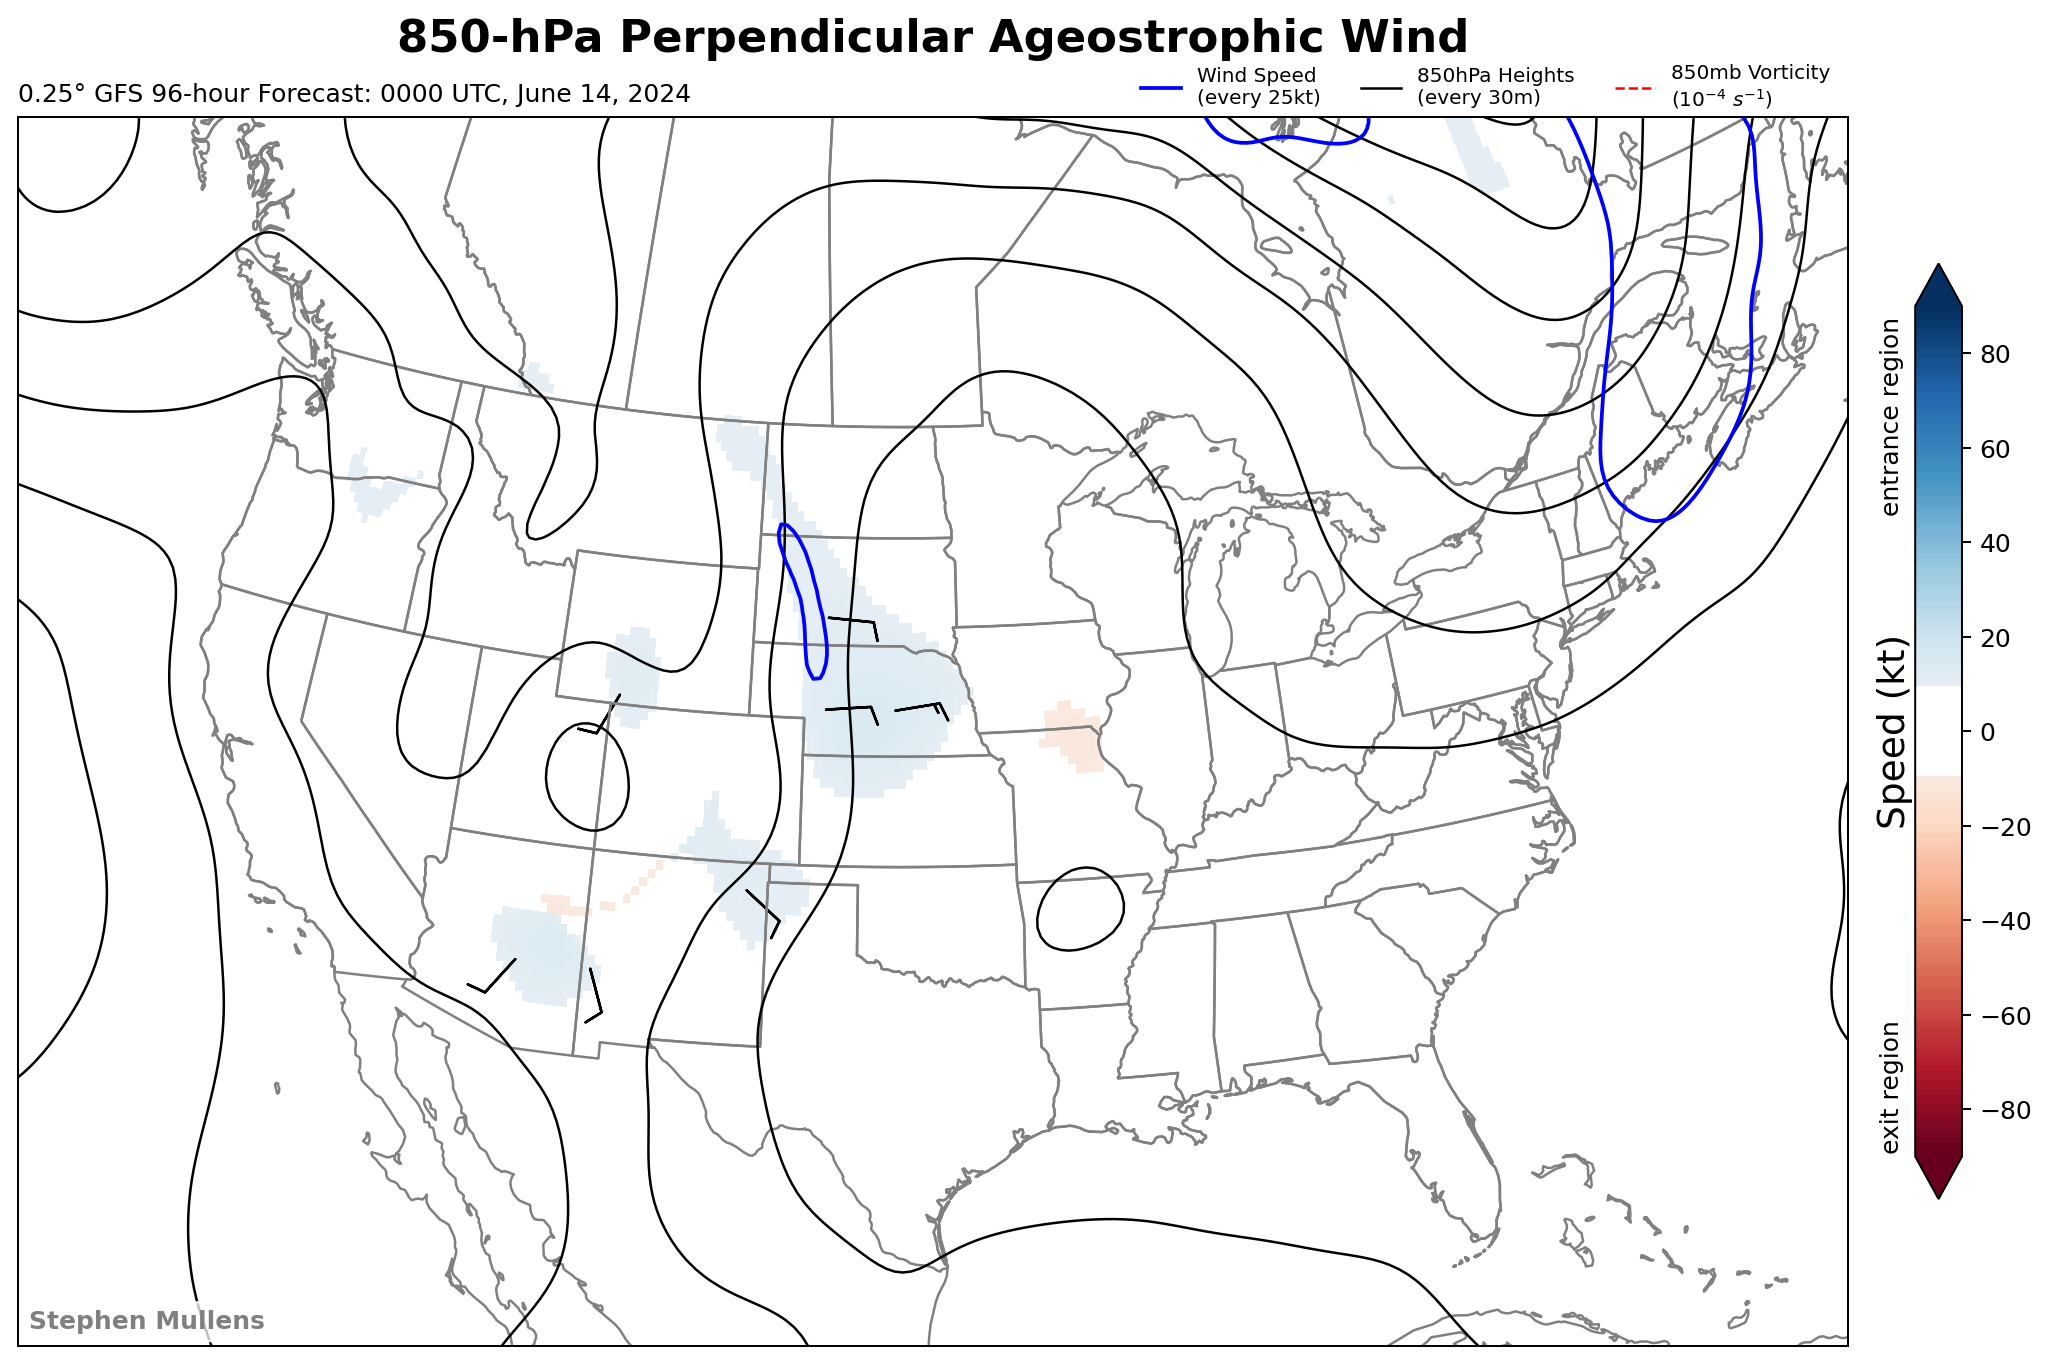 850-hPa Perpendicular Ageostrophic Wind
0.25° GFS 96-hour Forecast: 0000 UTC, June 14, 2024
Wind Speed
(every 25kt)
850hPa Heights
(every 30m)
850mb Vorticity
(10⁻⁴ s⁻¹)
entrance region
Speed (kt)
exit region
80
60
40
20
0
−20
−40
−60
−80
Stephen Mullens